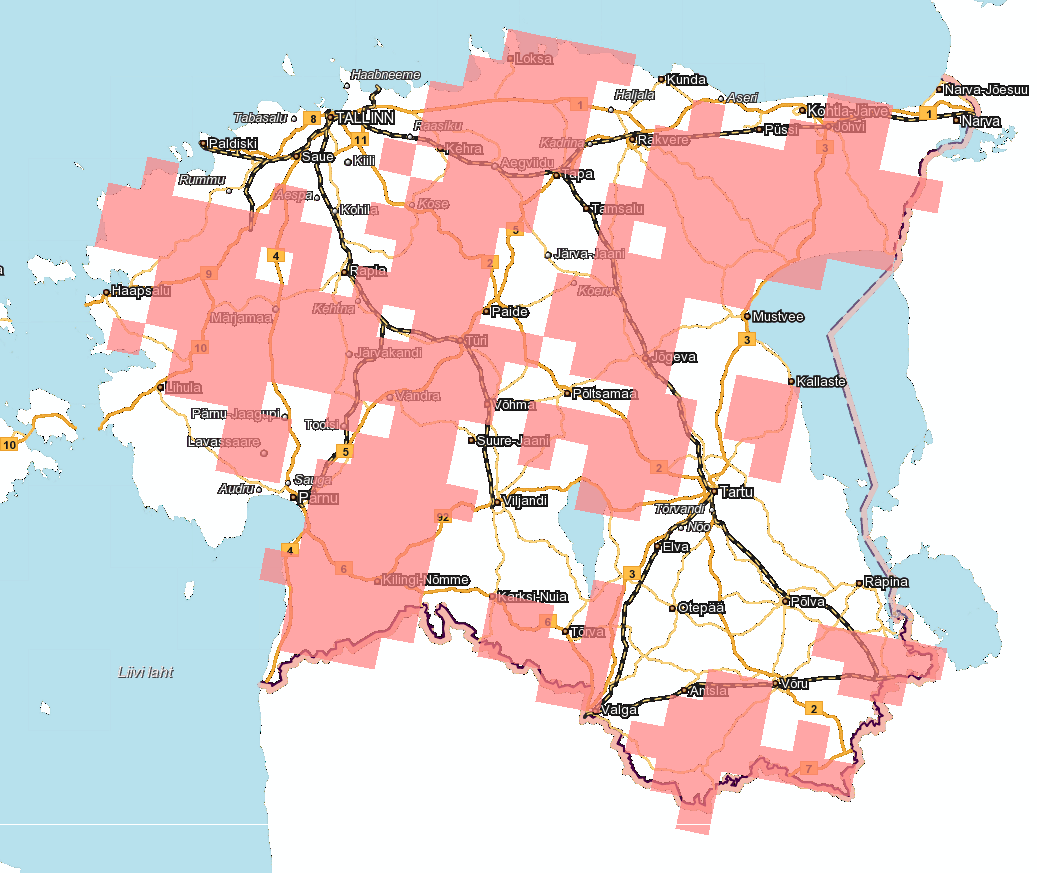 Loksa
Haabneeme
Kunda
Narva-Jõesuu
Haljala
Aseri
1
Kohtla-Järve
Tabasalu
8
TALLINN
1
Narva
Raasiku
Püssi
Jõhvi
11
Rakvere
Paldiski
Kadrina
3
Kehra
Saue
Kiili
Aegviidu
Tapa
Rummu
Aespa
Kohila
Kose
Tamsalu
5
4
Järva-Jaani
2
9
Rapla
Haapsalu
Koeru
Kehtna
Märjamaa
Paide
Mustvee
3
10
Türi
Järvakandi
Jõgeva
Kallaste
Lihula
Vändra
Põltsamaa
Võhma
Pärnu-Jaagupi
Tootsi
10
Lavassaare
Suure-Jaani
5
2
Sauga
Audru
Pärnu
Tartu
Viljandi
Tõrvandi
92
Nõo
4
Elva
6
3
Kilingi-Nõmme
Räpina
Karksi-Nuia
Põlva
Otepää
6
Tõrva
Liivi laht
Võru
Antsla
Valga
2
7